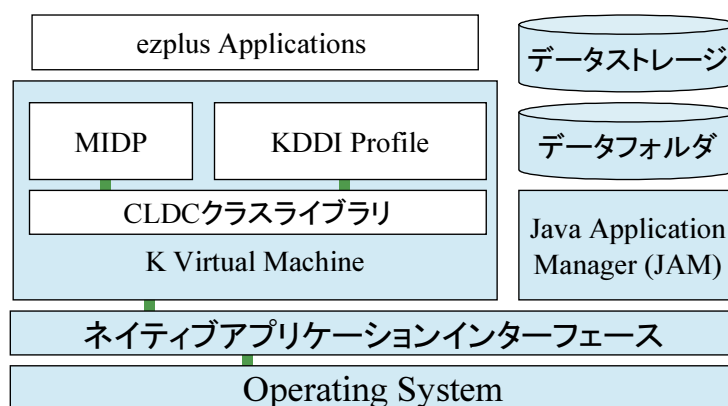 ezplus Applications
データストレージ
MIDP
KDDI Profile
データフォルダ
CLDCクラスライブラリ
K Virtual Machine
Java Application
Manager (JAM)
ネイティブアプリケーションインターフェース
Operating System